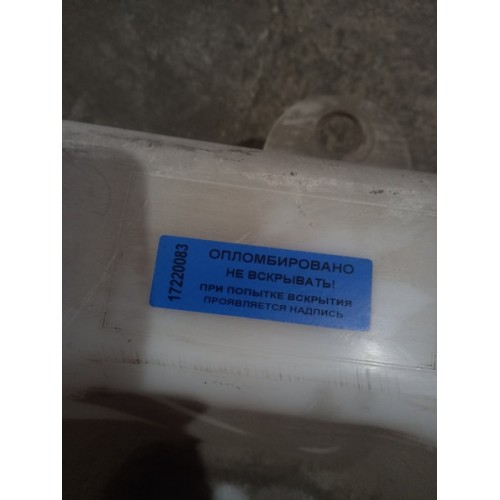 17220083
ОПЛОМБИРОВАНО
НЕ ВСКРЫВАТЬ!
ПРИ ПОПЫТКЕ ВСКРЫТИЯ
ПРОЯВЛЯЕТСЯ НАДПИСЬ